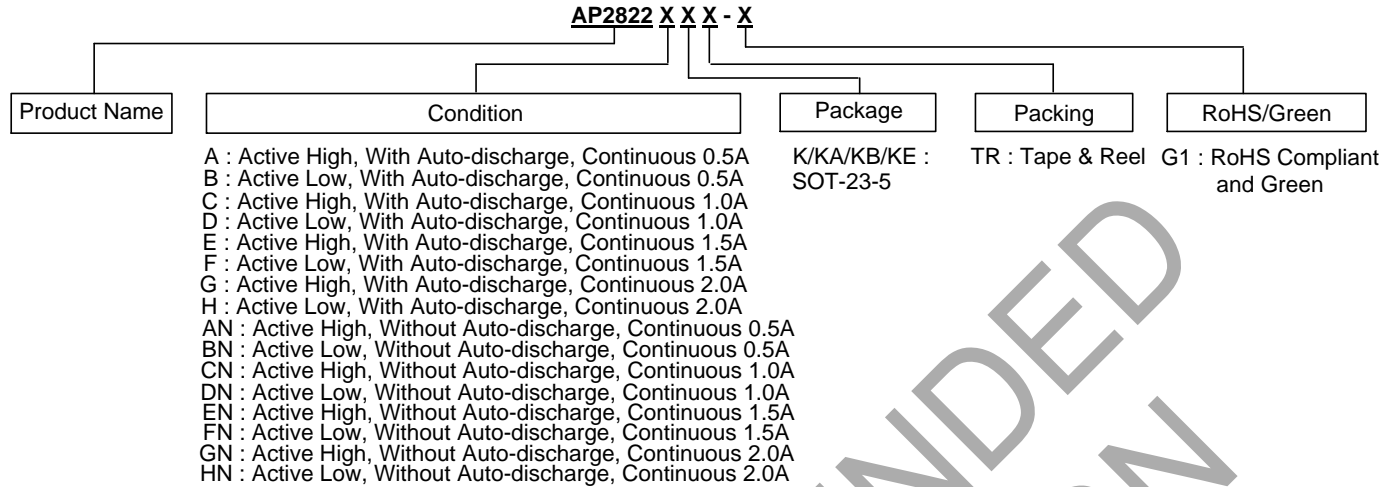 AP2822 X X X - X
Product Name
Condition
Package
Packing
RoHS/Green
A : Active High, With Auto-discharge, Continuous 0.5A
B : Active Low, With Auto-discharge, Continuous 0.5A
C : Active High, With Auto-discharge, Continuous 1.0A
D : Active Low, With Auto-discharge, Continuous 1.0A
E : Active High, With Auto-discharge, Continuous 1.5A
F : Active Low, With Auto-discharge, Continuous 1.5A
G : Active High, With Auto-discharge, Continuous 2.0A
H : Active Low, With Auto-discharge, Continuous 2.0A
AN : Active High, Without Auto-discharge, Continuous 0.5A
BN : Active Low, Without Auto-discharge, Continuous 0.5A
CN : Active High, Without Auto-discharge, Continuous 1.0A
DN : Active Low, Without Auto-discharge, Continuous 1.0A
EN : Active High, Without Auto-discharge, Continuous 1.5A
FN : Active Low, Without Auto-discharge, Continuous 1.5A
GN : Active High, Without Auto-discharge, Continuous 2.0A
HN : Active Low, Without Auto-discharge, Continuous 2.0A
K/KA/KB/KE :
SOT-23-5
TR : Tape & Reel
G1 : RoHS Compliant
and Green